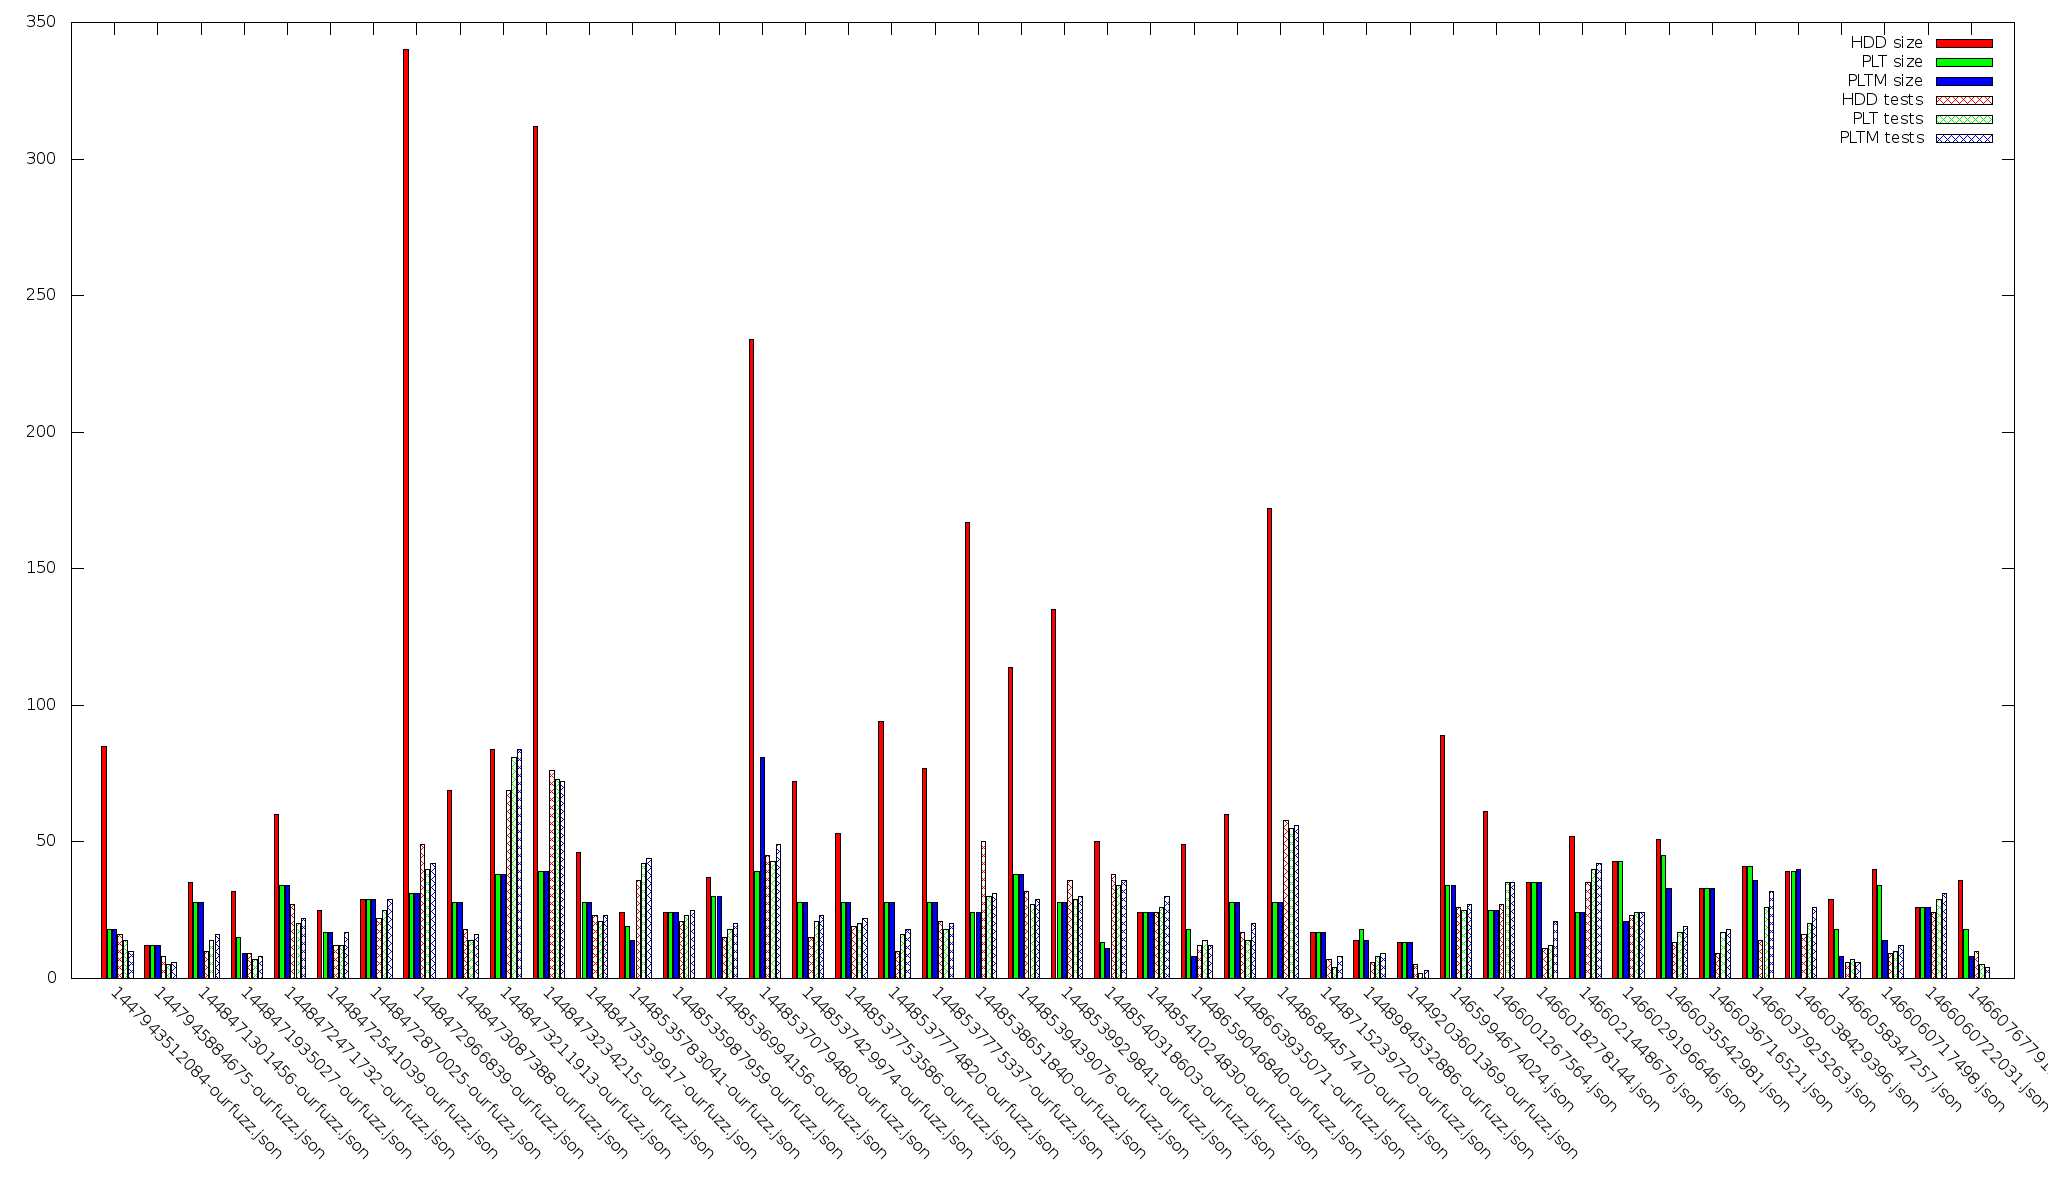 350
300
250
200
150
100
50
0
HDD size
PLT size
PLTM size
HDD tests
PLT tests
PLTM tests
1447943512084-ourfuzz.json
1447945884675-ourfuzz.json
1448471301456-ourfuzz.json
1448471935027-ourfuzz.json
1448472471732-ourfuzz.json
1448472541039-ourfuzz.json
1448472870025-ourfuzz.json
1448472966839-ourfuzz.json
1448473087388-ourfuzz.json
1448473211913-ourfuzz.json
1448473234215-ourfuzz.json
1448473539917-ourfuzz.json
1448535783041-ourfuzz.json
1448535987959-ourfuzz.json
1448536994156-ourfuzz.json
1448537079480-ourfuzz.json
1448537429974-ourfuzz.json
1448537753586-ourfuzz.json
1448537774820-ourfuzz.json
1448537775337-ourfuzz.json
1448538651840-ourfuzz.json
1448539439076-ourfuzz.json
1448539929841-ourfuzz.json
1448540318603-ourfuzz.json
1448541024830-ourfuzz.json
1448659046840-ourfuzz.json
1448663935071-ourfuzz.json
1448684457470-ourfuzz.json
1448715239720-ourfuzz.json
1448984532886-ourfuzz.json
1449203601369-ourfuzz.json
1465994674024.json
1466001267564.json
1466018278144.json
1466021448676.json
1466029196646.json
1466035542981.json
1466036716521.json
1466037925263.json
1466038429396.json
1466058347257.json
1466060717498.json
1466060722031.json